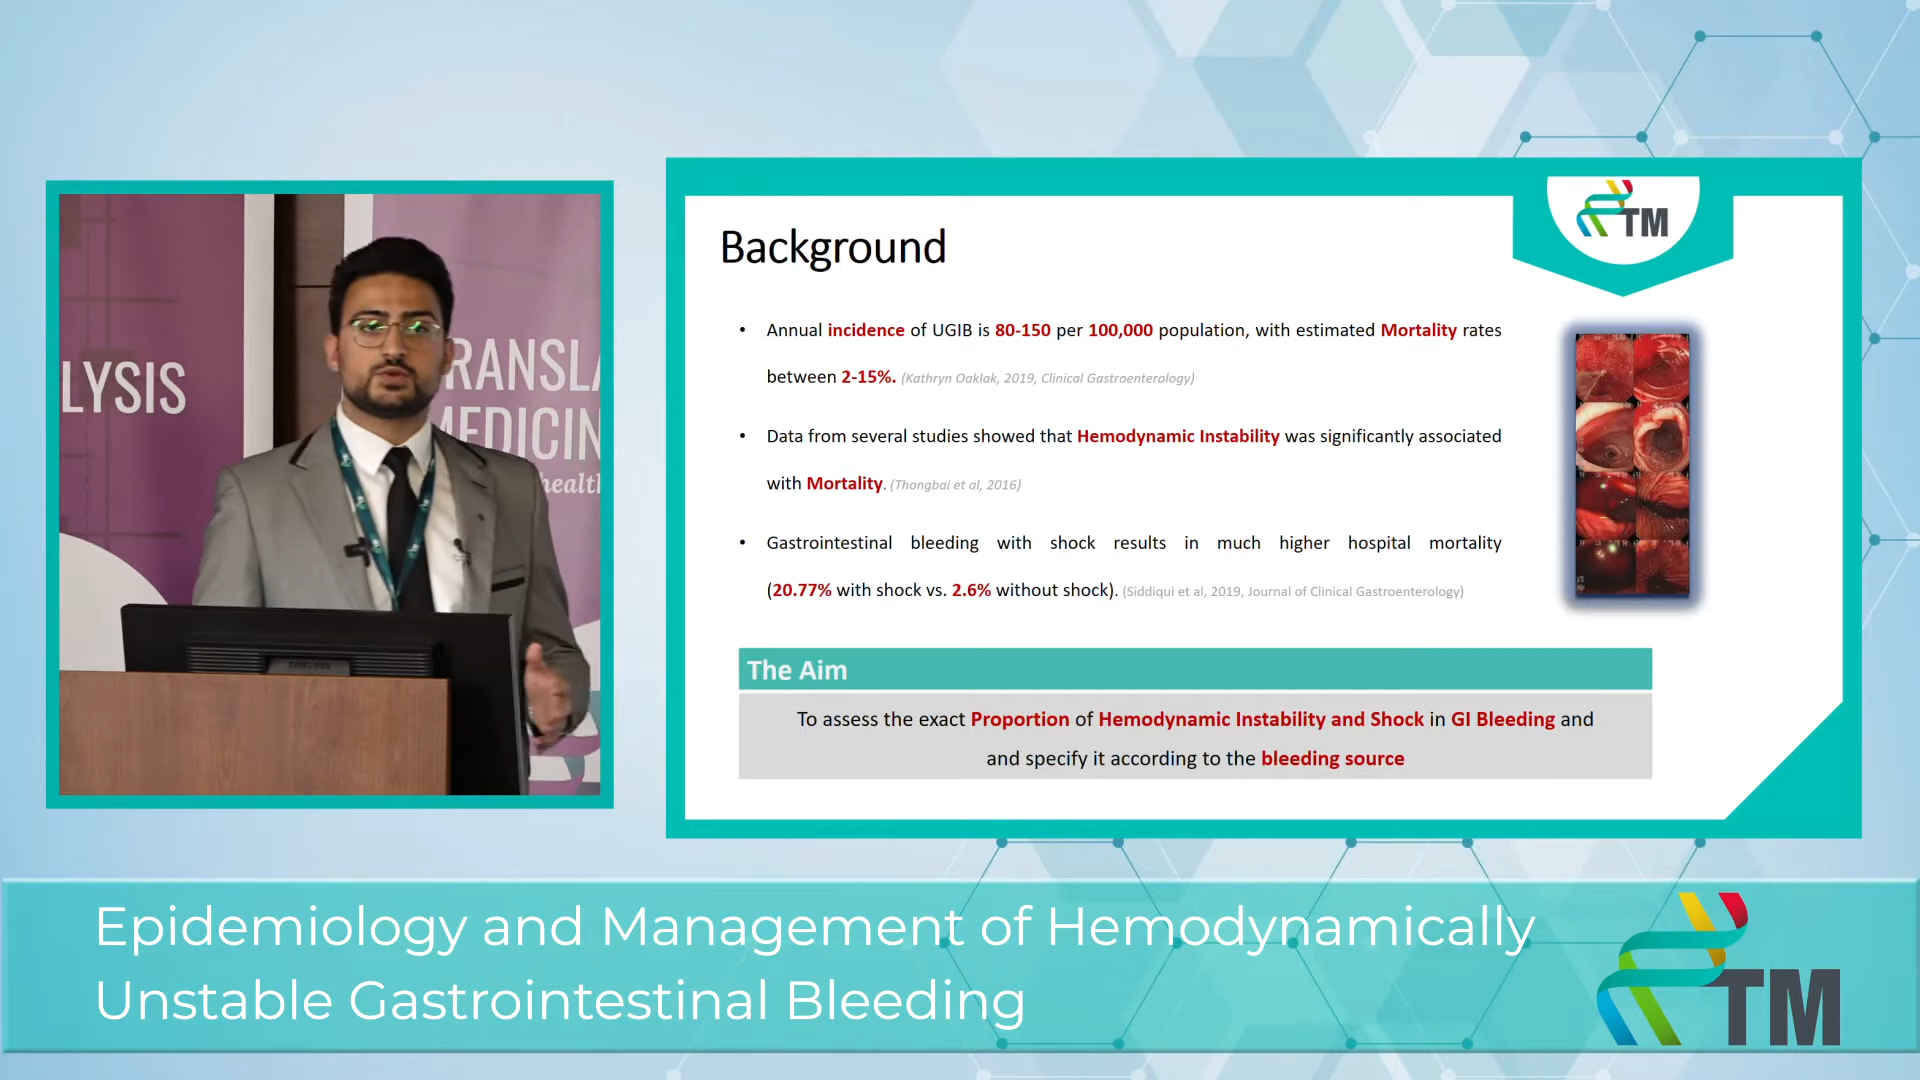 LYSIS
RANSLA
MEDICIN
healt
SAMSUNG
TM
Background
• Annual incidence of UGIB is 80-150 per 100,000 population, with estimated Mortality rates
between 2-15%. (Kathryn Oaklak, 2019, Clinical Gastroenterology)
• Data from several studies showed that Hemodynamic Instability was significantly associated
with Mortality. (Thongbai et al, 2016)
• Gastrointestinal bleeding with shock results in much higher hospital mortality
(20.77% with shock vs. 2.6% without shock). (Siddiqui et al, 2019, Journal of Clinical Gastroenterology)
The Aim
To assess the exact Proportion of Hemodynamic Instability and Shock in GI Bleeding and
and specify it according to the bleeding source
Epidemiology and Management of Hemodynamically
Unstable Gastrointestinal Bleeding
TM